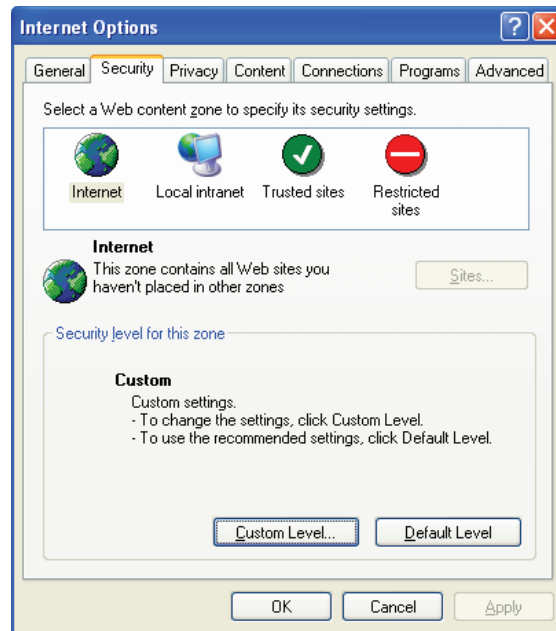 Internet Options
General Security Privacy Content Connections Programs Advanced
Select a Web content zone to specify its security settings.
Internet Local intranet Trusted sites Restricted
sites
Internet
This zone contains all Web sites you
haven't placed in other zones
Sites...
Security level for this zone
Custom
Custom settings.
- To change the settings, click Custom Level.
- To use the recommended settings, click Default Level.
Custom Level... Default Level
OK Cancel Apply